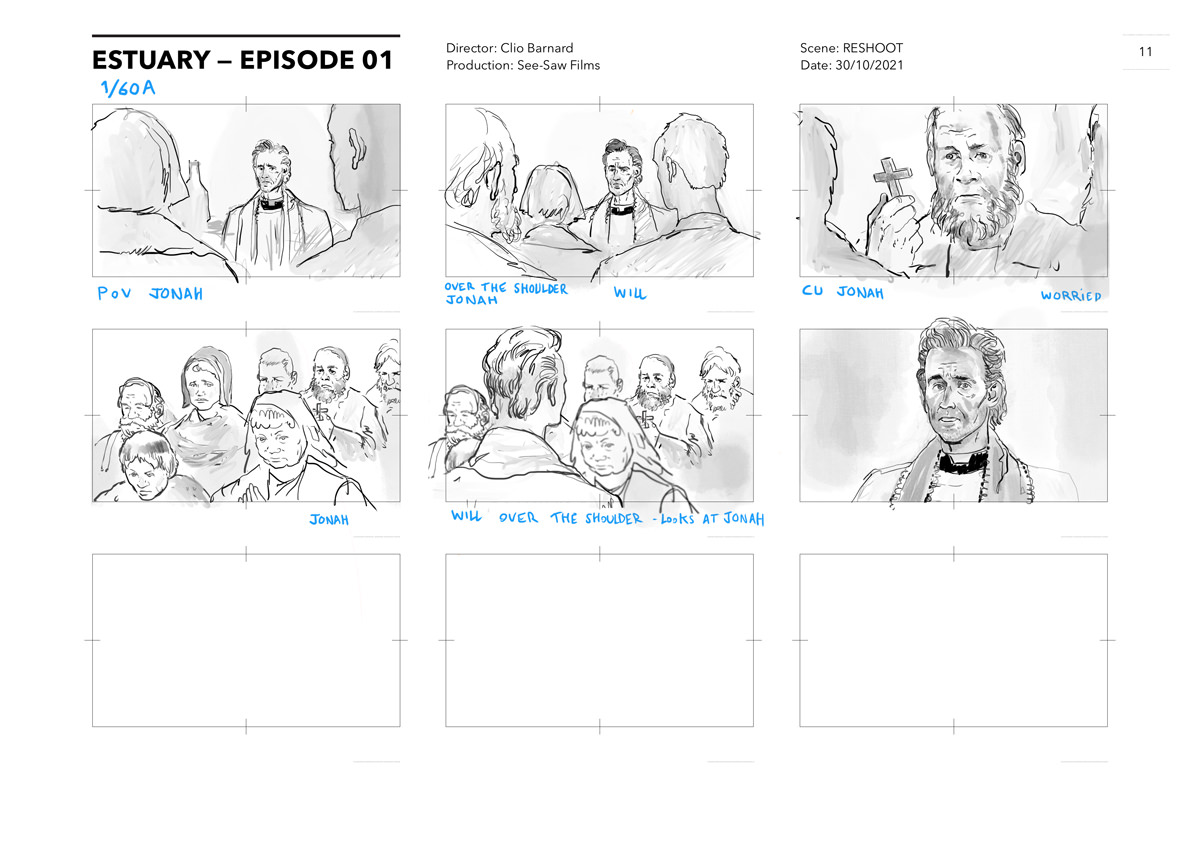 ESTUARY – EPISODE 01
Director: Clio Barnard
Production: See-Saw Films
Scene: RESHOOT
Date: 30/10/2021
11
1/60A
POV JONAH
OVER THE SHOULDER
JONAH
WILL
CU JONAH
WORRIED
JONAH
WILL OVER THE SHOULDER - LOOKS AT JONAH